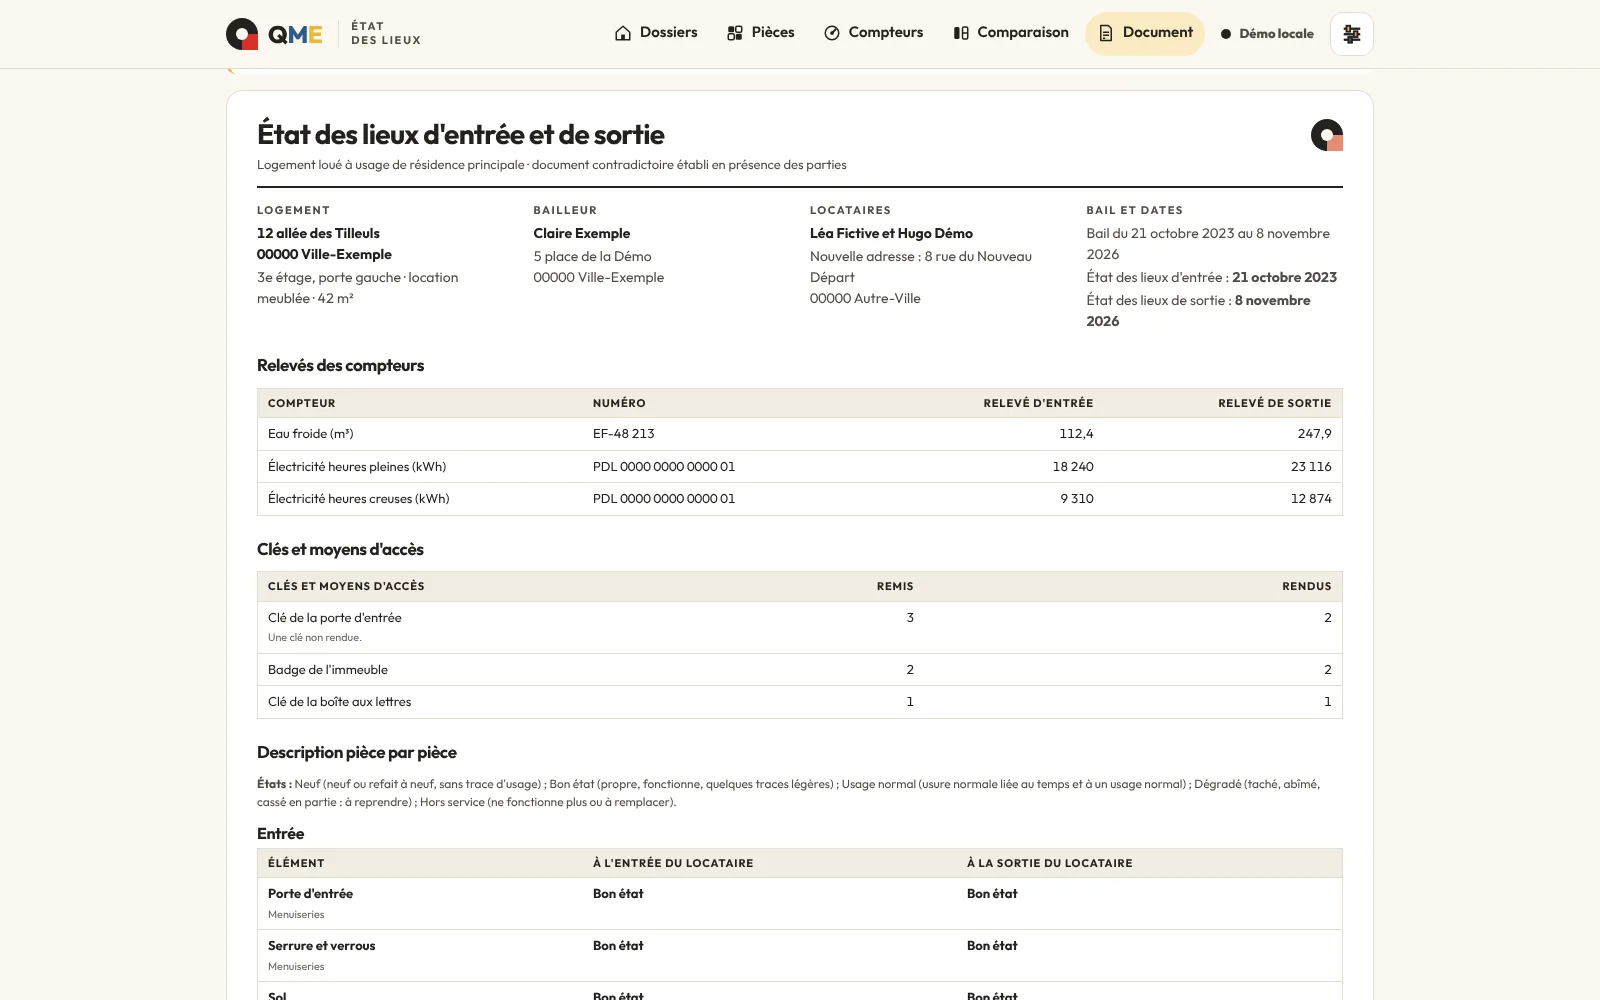 QME
ÉTAT
DES LIEUX
Dossiers
Pièces
Compteurs
Comparaison
Document
Démo locale
État des lieux d'entrée et de sortie
Logement loué à usage de résidence principale · document contradictoire établi en présence des parties
LOGEMENT
12 allée des Tilleuls
00000 Ville-Exemple
3e étage, porte gauche · location
meublée · 42 m²
BAILLEUR
Claire Exemple
5 place de la Démo
00000 Ville-Exemple
LOCATAIRES
Léa Fictive et Hugo Démo
Nouvelle adresse : 8 rue du Nouveau
Départ
00000 Autre-Ville
BAIL ET DATES
Bail du 21 octobre 2023 au 8 novembre
2026
État des lieux d'entrée : 21 octobre 2023
État des lieux de sortie : 8 novembre
2026
Relevés des compteurs
COMPTEUR NUMÉRO RELEVÉ D'ENTRÉE RELEVÉ DE SORTIE
Eau froide (m³) EF-48 213 112,4 247,9
Électricité heures pleines (kWh) PDL 0000 0000 0000 01 18 240 23 116
Électricité heures creuses (kWh) PDL 0000 0000 0000 01 9 310 12 874
Clés et moyens d'accès
CLÉS ET MOYENS D'ACCÈS REMIS RENDUS
Clé de la porte d'entrée 3 2
Une clé non rendue.
Badge de l'immeuble 2 2
Clé de la boîte aux lettres 1 1
Description pièce par pièce
États : Neuf (neuf ou refait à neuf, sans trace d'usage) ; Bon état (propre, fonctionne, quelques traces légères) ; Usage normal (usure normale liée au temps et à un usage normal) ; Dégradé (taché, abîmé,
cassé en partie : à reprendre) ; Hors service (ne fonctionne plus ou à remplacer).
Entrée
ÉLÉMENT À L'ENTRÉE DU LOCATAIRE À LA SORTIE DU LOCATAIRE
Porte d'entrée Bon état Bon état
Menuiseries
Serrure et verrous Bon état Bon état
Menuiseries
Sol Bon état Bon état